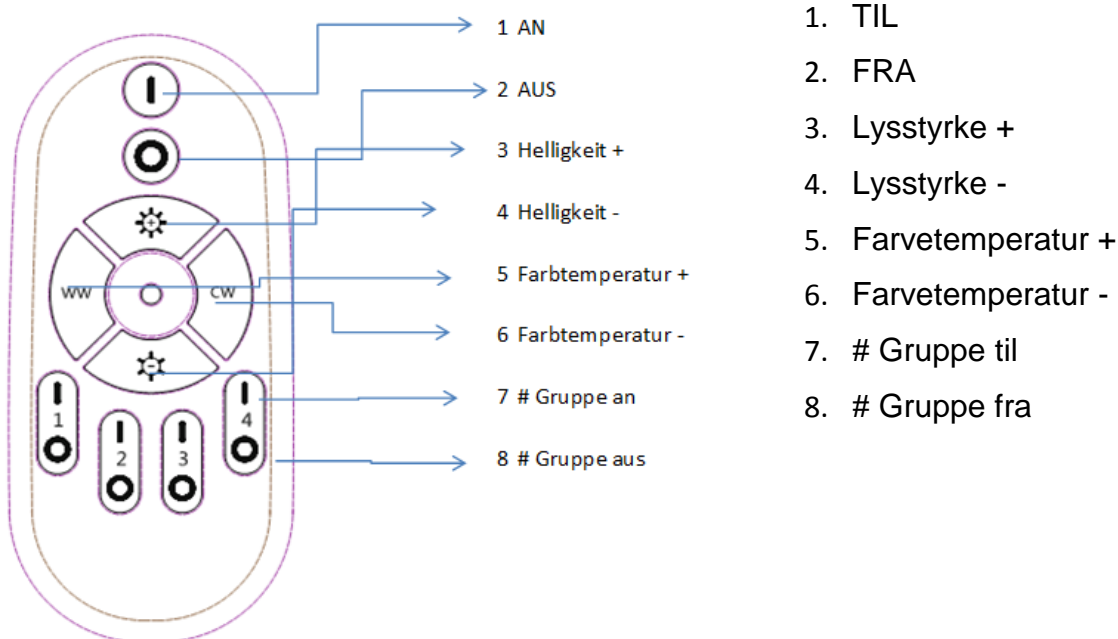 1 AN
2 AUS
3 Helligkeit +
4 Helligkeit -
5 Farbtemperatur +
6 Farbtemperatur -
7 # Gruppe an
8 # Gruppe aus
WW
CW
1
2
3
4
1. TIL
2. FRA
3. Lysstyrke +
4. Lysstyrke -
5. Farvetemperatur +
6. Farvetemperatur -
7. # Gruppe til
8. # Gruppe fra